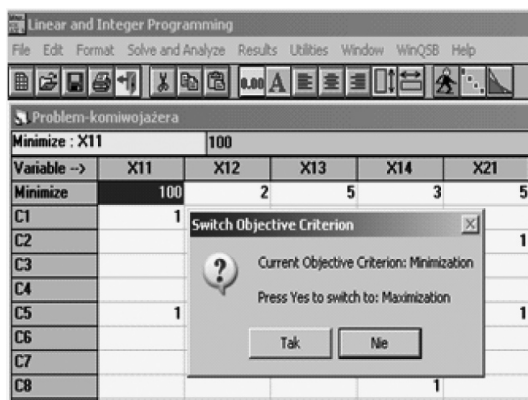 Linear and Integer Programming
File Edit Format Solve and Analyze Results Utilities Window WinQSB Help
0.00 A
Problem-komiwojażera
Minimize : X11 100
Variable --> X11 X12 X13 X14 X21
Minimize 100 2 5 3 5
C1 1
C2 1
C3
C4
C5 1 1
C6
C7
C8 1
Switch Objective Criterion
Current Objective Criterion: Minimization
Press Yes to switch to: Maximization
Tak Nie